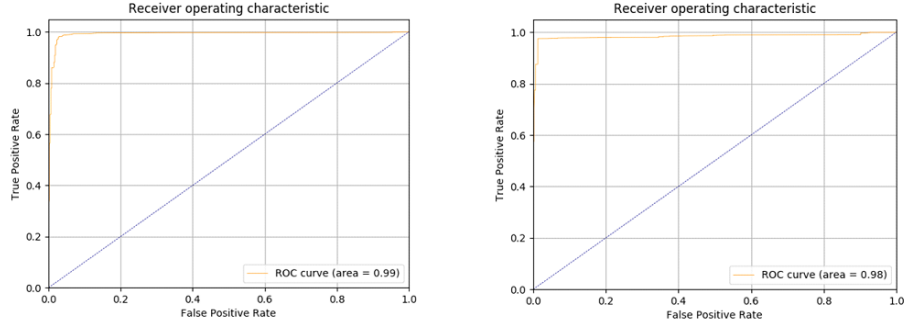 Receiver operating characteristic
1.0
0.8
0.6
0.4
0.2
0.0
True Positive Rate
ROC curve (area = 0.99)
0.0 0.2 0.4 0.6 0.8 1.0
False Positive Rate
Receiver operating characteristic
1.0
0.8
0.6
0.4
0.2
0.0
True Positive Rate
ROC curve (area = 0.98)
0.0 0.2 0.4 0.6 0.8 1.0
False Positive Rate